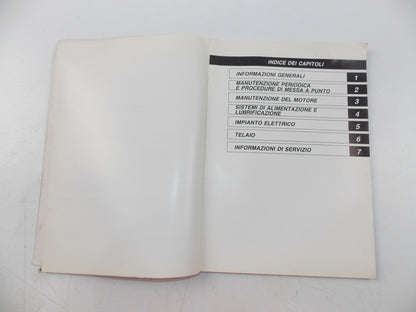 INDICE DEI CAPITOLI
INFORMAZIONI GENERALI 1
MANUTENZIONE PERIODICA
E PROCEDURE DI MESSA A PUNTO 2
MANUTENZIONE DEL MOTORE 3
SISTEMI DI ALIMENTAZIONE E
LUBRIFICAZIONE 4
IMPIANTO ELETTRICO 5
TELAIO 6
INFORMAZIONI DI SERVIZIO 7